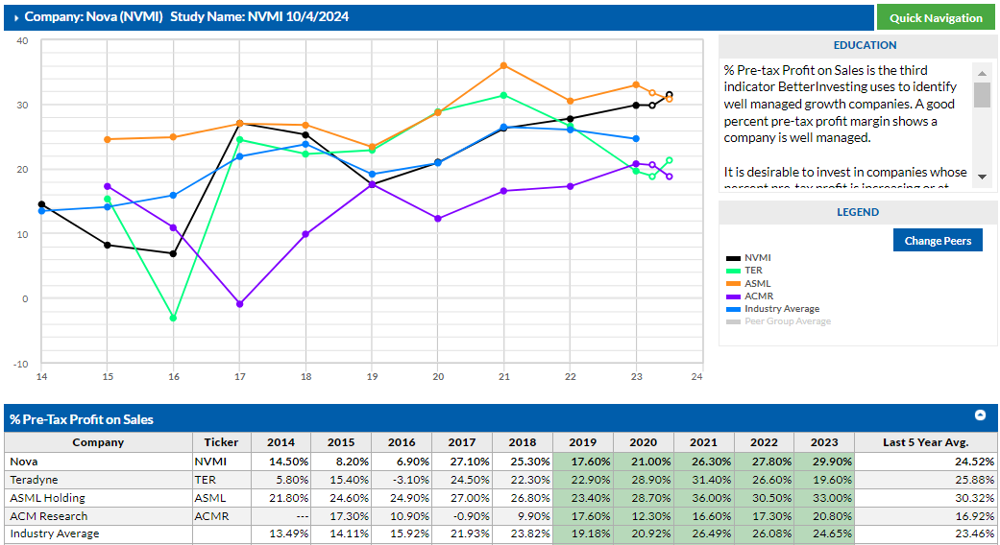 Company: Nova (NVMI) Study Name: NVMI 10/4/2024
Quick Navigation
40
30
20
10
0
-10
14 15 16 17 18 19 20 21 22 23 24
EDUCATION
% Pre-tax Profit on Sales is the third
indicator BetterInvesting uses to identify
well managed growth companies. A good
percent pre-tax profit margin shows a
company is well managed.
It is desirable to invest in companies whose
percent pre-tax profit is increasing or at
LEGEND
Change Peers
NVMI
TER
ASML
ACMR
Industry Average
Peer Group Average
% Pre-Tax Profit on Sales
Company Ticker 2014 2015 2016 2017 2018 2019 2020 2021 2022 2023 Last 5 Year Avg.
Nova NVMI 14.50% 8.20% 6.90% 27.10% 25.30% 17.60% 21.00% 26.30% 27.80% 29.90% 24.52%
Teradyne TER 5.80% 15.40% -3.10% 24.50% 22.30% 22.90% 28.90% 31.40% 26.60% 19.60% 25.88%
ASML Holding ASML 21.80% 24.60% 24.90% 27.00% 26.80% 23.40% 28.70% 36.00% 30.50% 33.00% 30.32%
ACM Research ACMR --- 17.30% 10.90% -0.90% 9.90% 17.60% 12.30% 16.60% 17.30% 20.80% 16.92%
Industry Average 13.49% 14.11% 15.92% 21.93% 23.82% 19.18% 20.92% 26.49% 26.08% 24.65% 23.46%